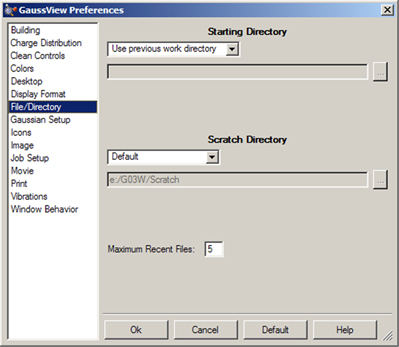 GaussView Preferences
Building
Charge Distribution
Clean Controls
Colors
Desktop
Display Format
File/Directory
Gaussian Setup
Icons
Image
Job Setup
Movie
Print
Vibrations
Window Behavior
Starting Directory
Use previous work directory
...
Scratch Directory
Default
e:/G03W/Scratch
...
Maximum Recent Files: 5
Ok Cancel Default Help